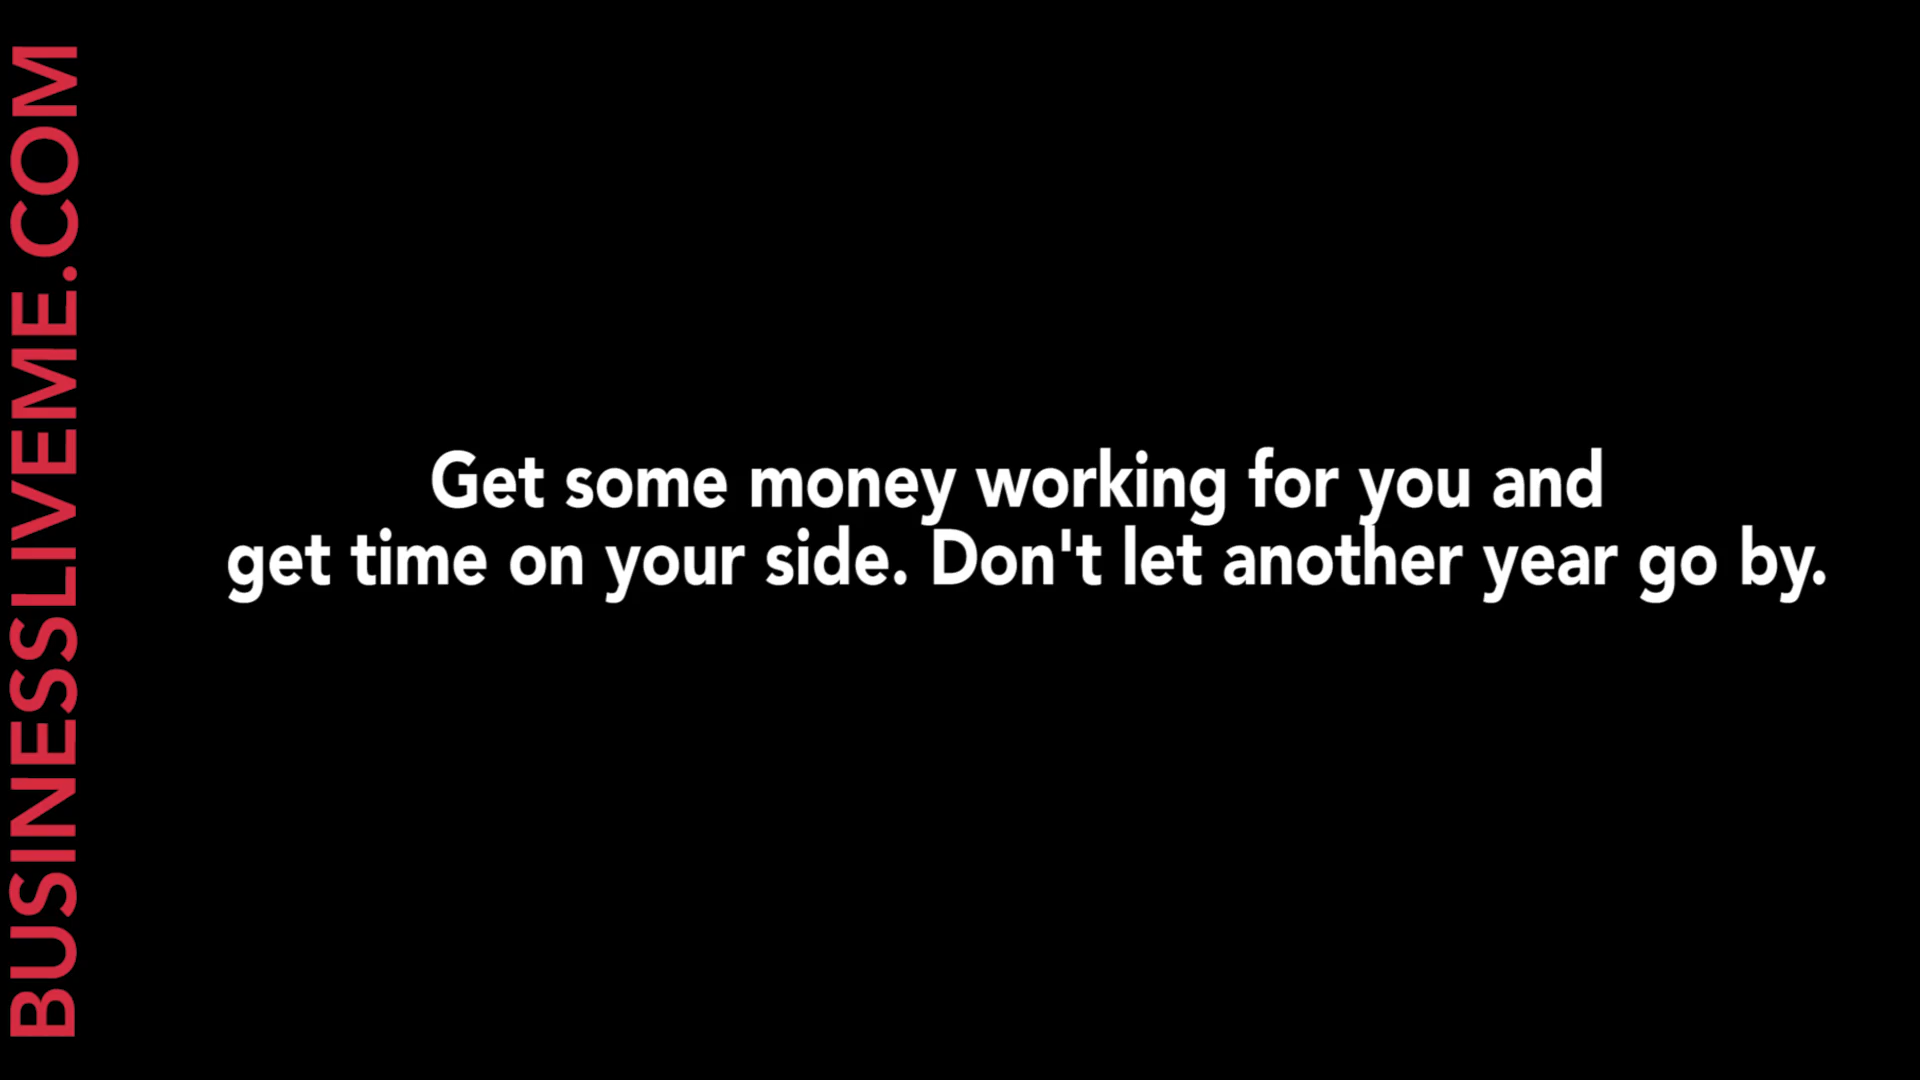 BUSINESSLIVEME.COM
Get some money working for you and
get time on your side. Don't let another year go by.